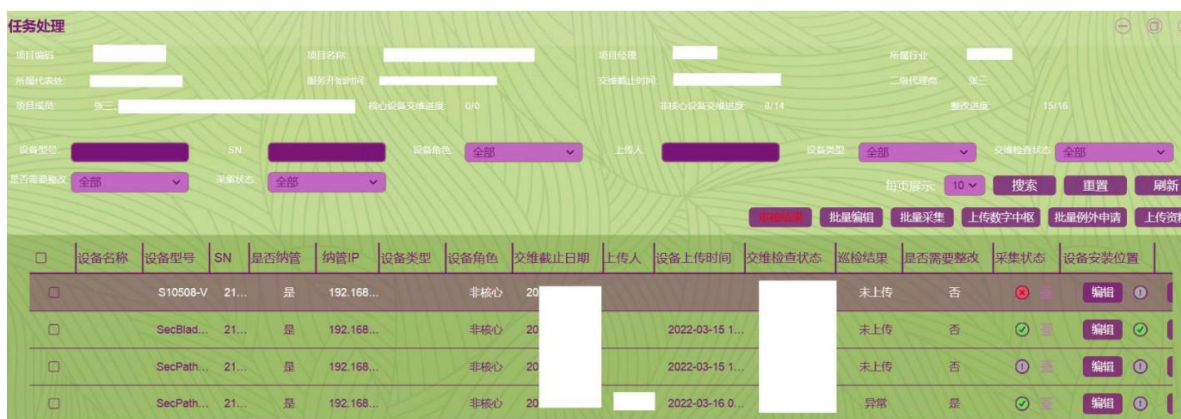 任务处理
项目编码 项目名称 项目经理 所属行业
所属代表处 服务开始时间 交维截止时间 二级代理商 张三
项目成员 张三, 核心设备交维进度: 0/0 非核心设备交维进度: 8/14 整改进度: 15/16
设备型号 SN 设备角色 全部 上传人 设备类型 全部 交维检查状态 全部
是否需要整改 全部 采集状态 全部
每页展示: 10 搜索 重置 刷新
审核结果 批量编辑 批量采集 上传数字中枢 批量例外申请 上传资料
设备名称 设备型号 SN 是否纳管 纳管IP 设备类型 设备角色 交维截止日期 上传人 设备上传时间 交维检查状态 巡检结果 是否需要整改 采集状态 设备安装位置
S10508-V 21... 是 192.168... 非核心 20 未上传 否 编辑
SecBlad... 21... 是 192.168... 非核心 20 2022-03-15 1... 未上传 否 编辑
SecPath... 21... 是 192.168... 非核心 20 2022-03-15 1... 未上传 否 编辑
SecPath... 21... 是 192.168... 非核心 20 2022-03-16 0... 异常 是 编辑